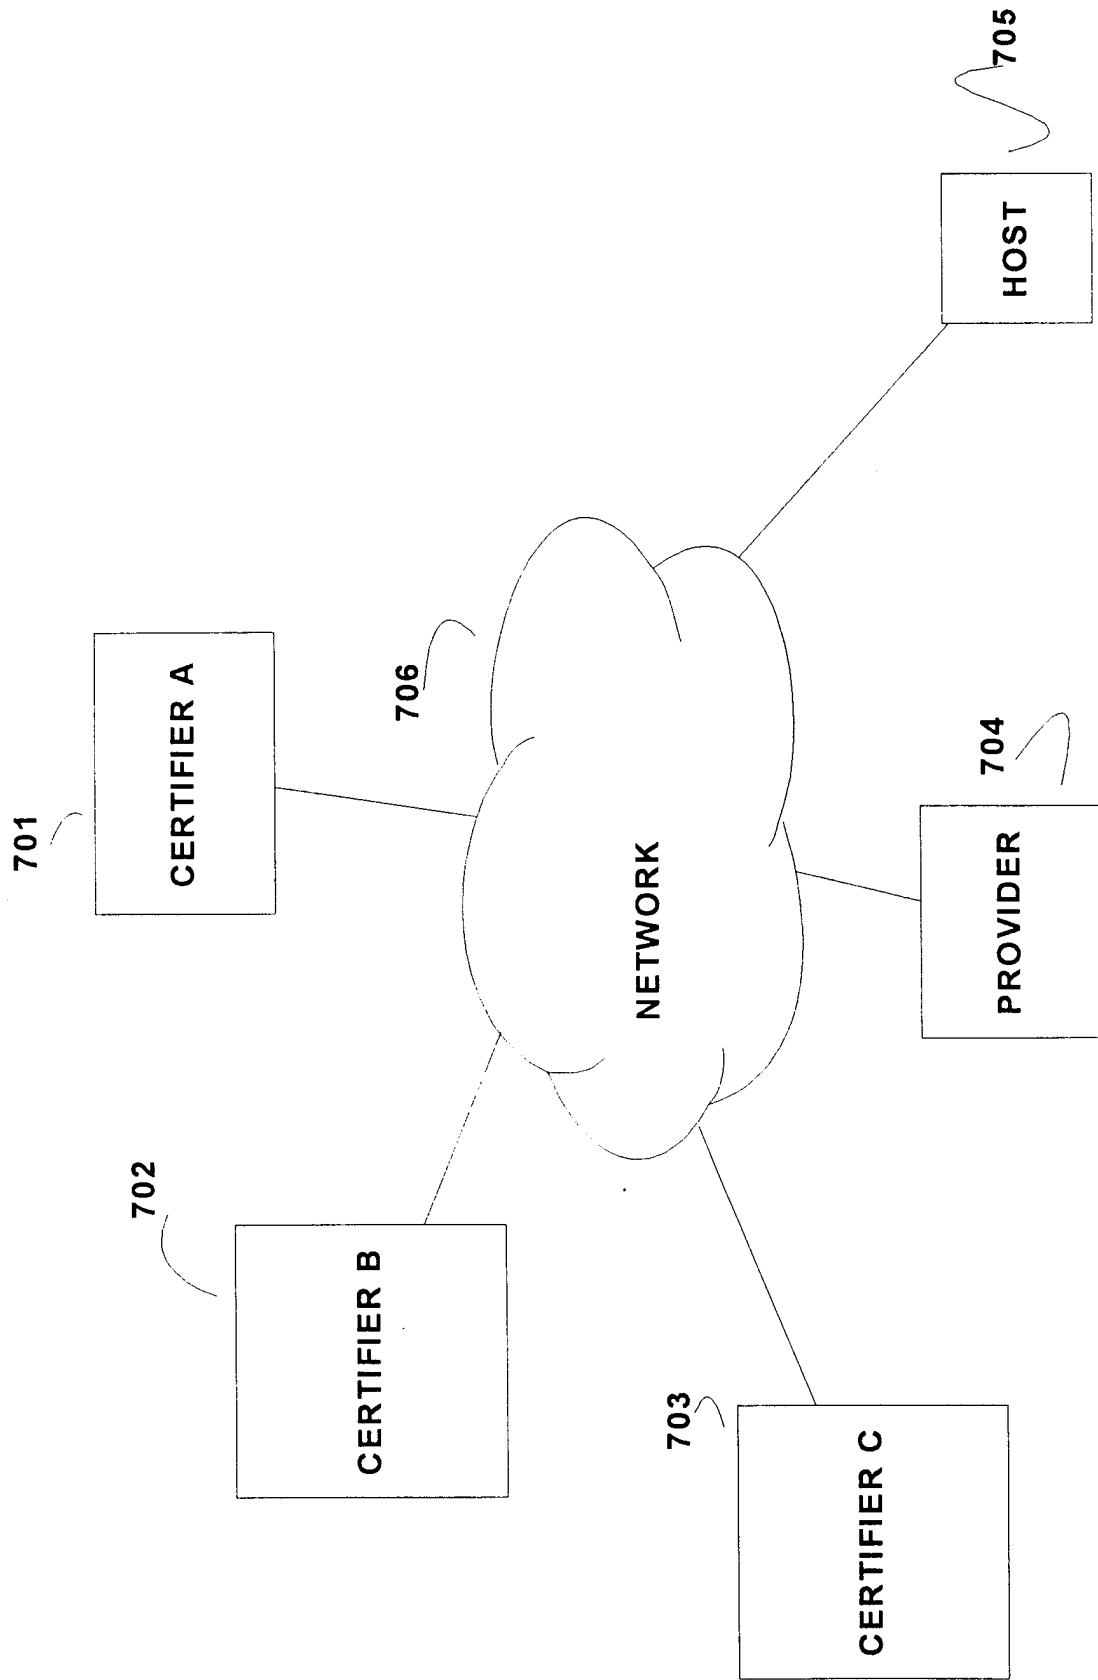 701
CERTIFIER A
702
CERTIFIER B
706
NETWORK
703
CERTIFIER C
704
PROVIDER
705
HOST